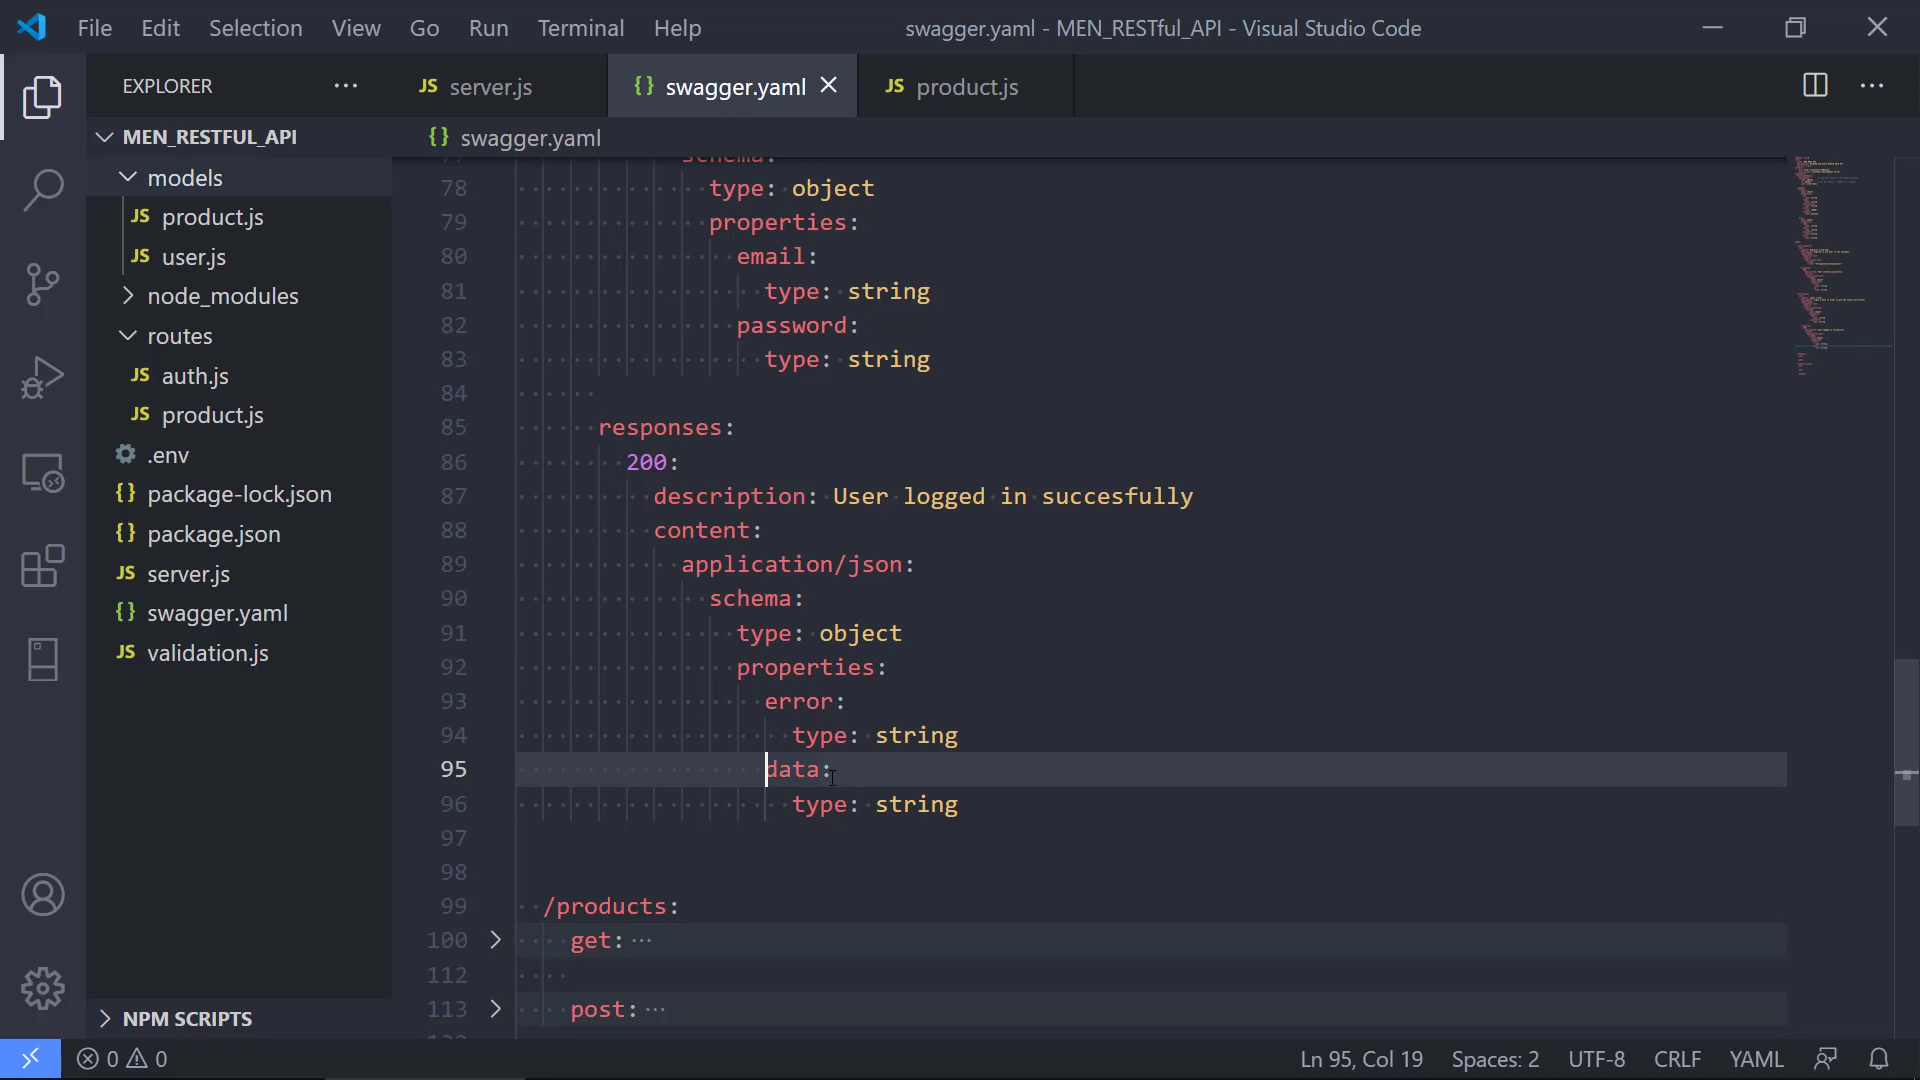 File Edit Selection View Go Run Terminal Help swagger.yaml - MEN_RESTful_API - Visual Studio Code
EXPLORER ··· JS server.js {} swagger.yaml JS product.js ···
MEN_RESTFUL_API {} swagger.yaml
models
JS product.js
JS user.js
node_modules
routes
JS auth.js
JS product.js
.env
{} package-lock.json
{} package.json
JS server.js
{} swagger.yaml
JS validation.js
NPM SCRIPTS
schema:
78 type: object
79 properties:
80 email:
81 type: string
82 password:
83 type: string
84
85 responses:
86 200:
87 description: User logged in succesfully
88 content:
89 application/json:
90 schema:
91 type: object
92 properties:
93 error:
94 type: string
95 data:
96 type: string
97
98
99 /products:
100 get: ···
112
113 post: ···
0 0 Ln 95, Col 19 Spaces: 2 UTF-8 CRLF YAML